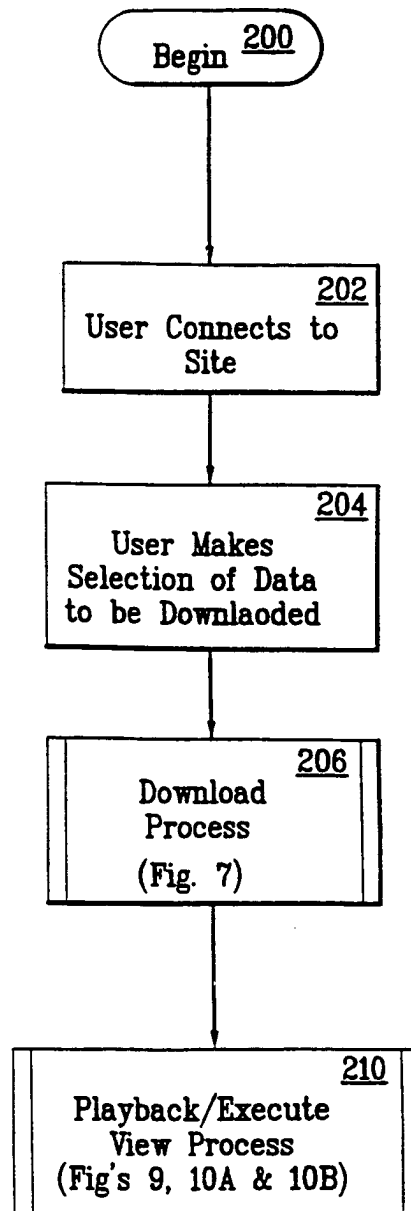 Begin 200
202
User Connects to
Site
204
User Makes
Selection of Data
to be Downlaoded
206
Download
Process
(Fig. 7)
210
Playback/Execute
View Process
(Fig's 9, 10A & 10B)